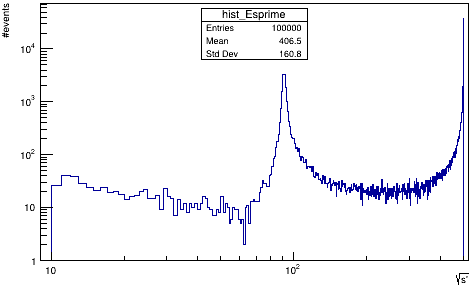 hist_Esprime
Entries 100000
Mean 406.5
Std Dev 160.8
#events
10⁴
10³
10²
10
1
10
10²
√s'